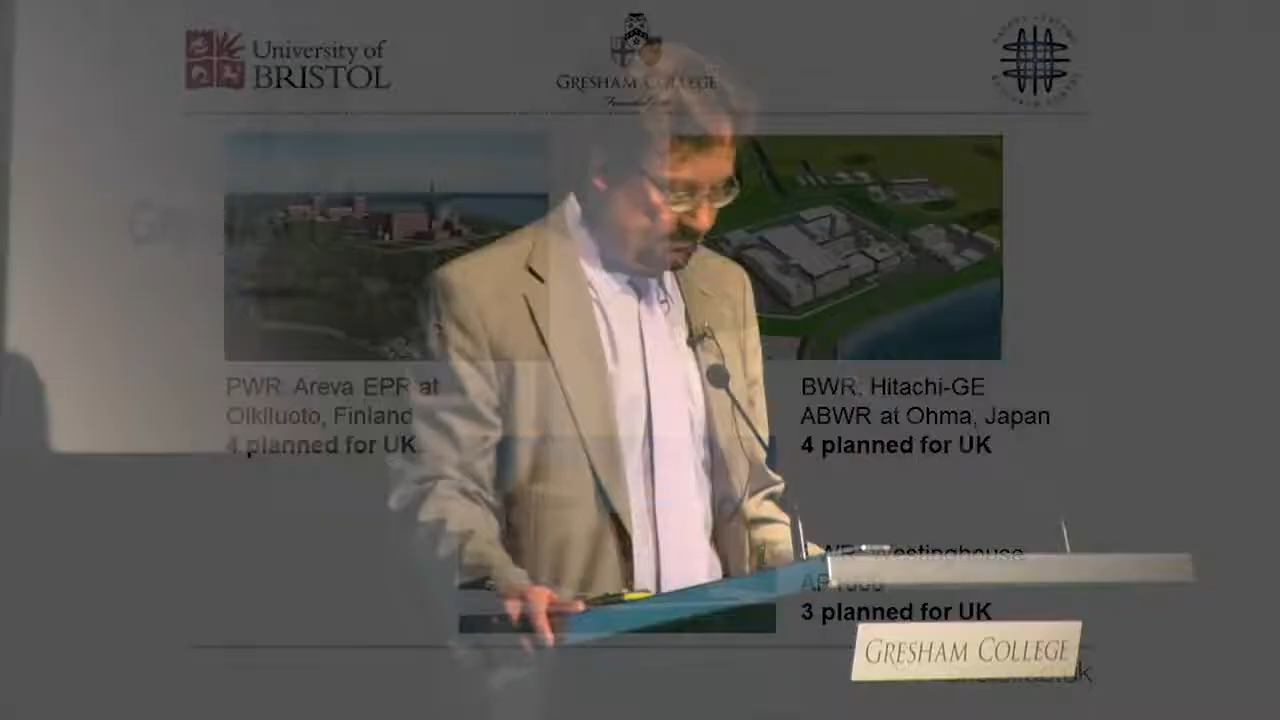 University of
BRISTOL
GRESHAM COLLEGE
PWR, Areva EPR at
Olkiluoto, Finland
4 planned for UK
BWR, Hitachi-GE
ABWR at Ohma, Japan
4 planned for UK
Westinghouse
3 planned for UK
GRESHAM COLLEGE